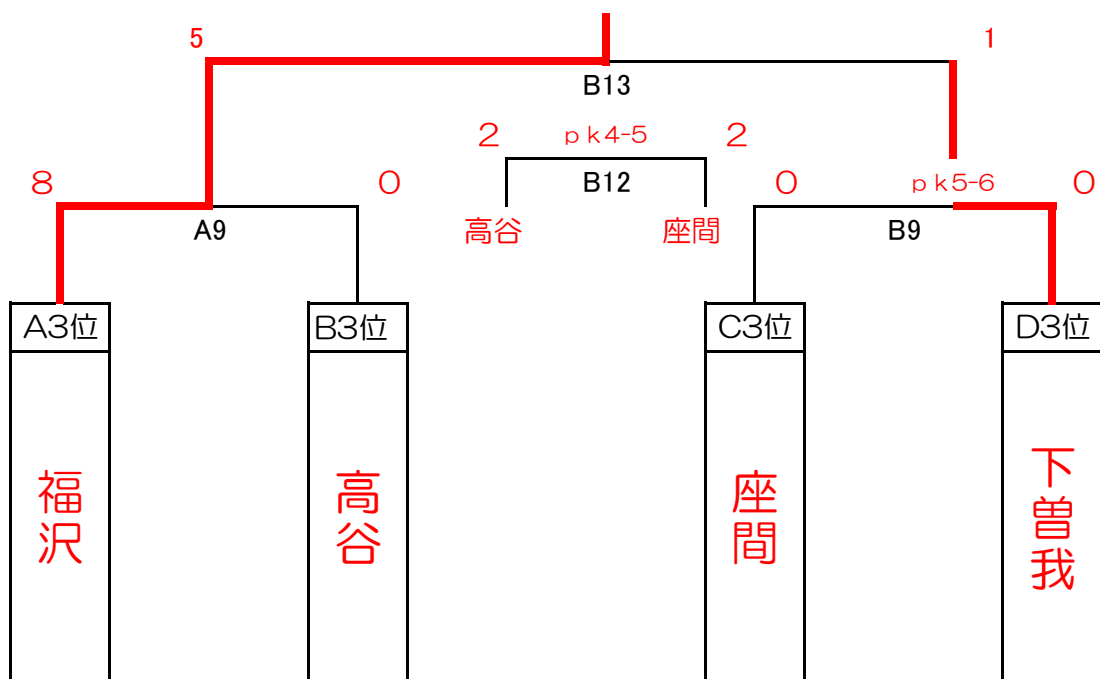 5 1
B13
2 pk4-5 2
8 0 B12 0 pk5-6 0
A9 高谷 座間 B9
A3位 B3位 C3位 D3位
福沢 高谷 座間 下曽我